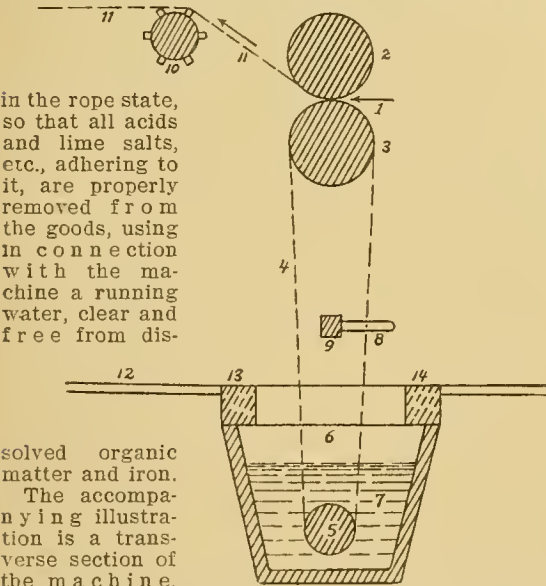 11
2
10
11
1
3
in the rope state,
so that all acids
and lime salts,
etc., adhering to
it, are properly
removed from
the goods, using
in connection
with the ma-
chine a running
water, clear and
free from dis-
4
9
8
12
13
14
6
solved organic
matter and iron.
The accompa-
nying illustra-
tion is a trans-
verse section of
the machine.
7
5